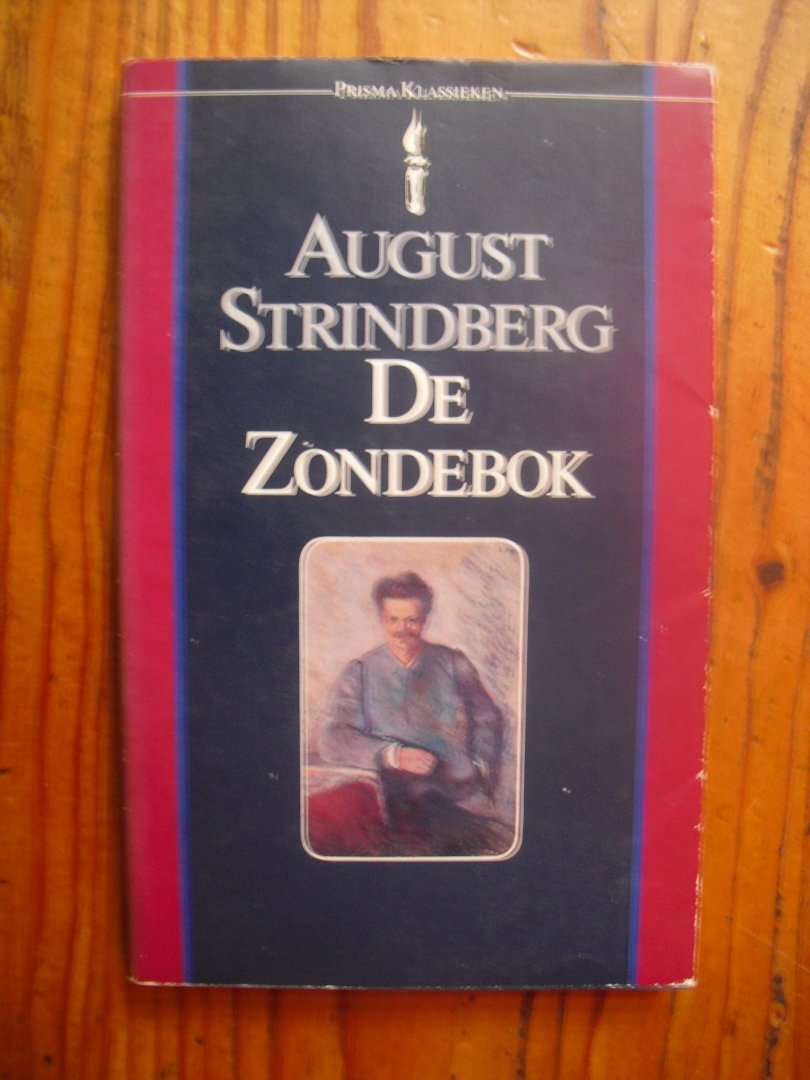 PRISMA KLASSIEKEN
AUGUST
STRINDBERG
DE
ZONDEBOK